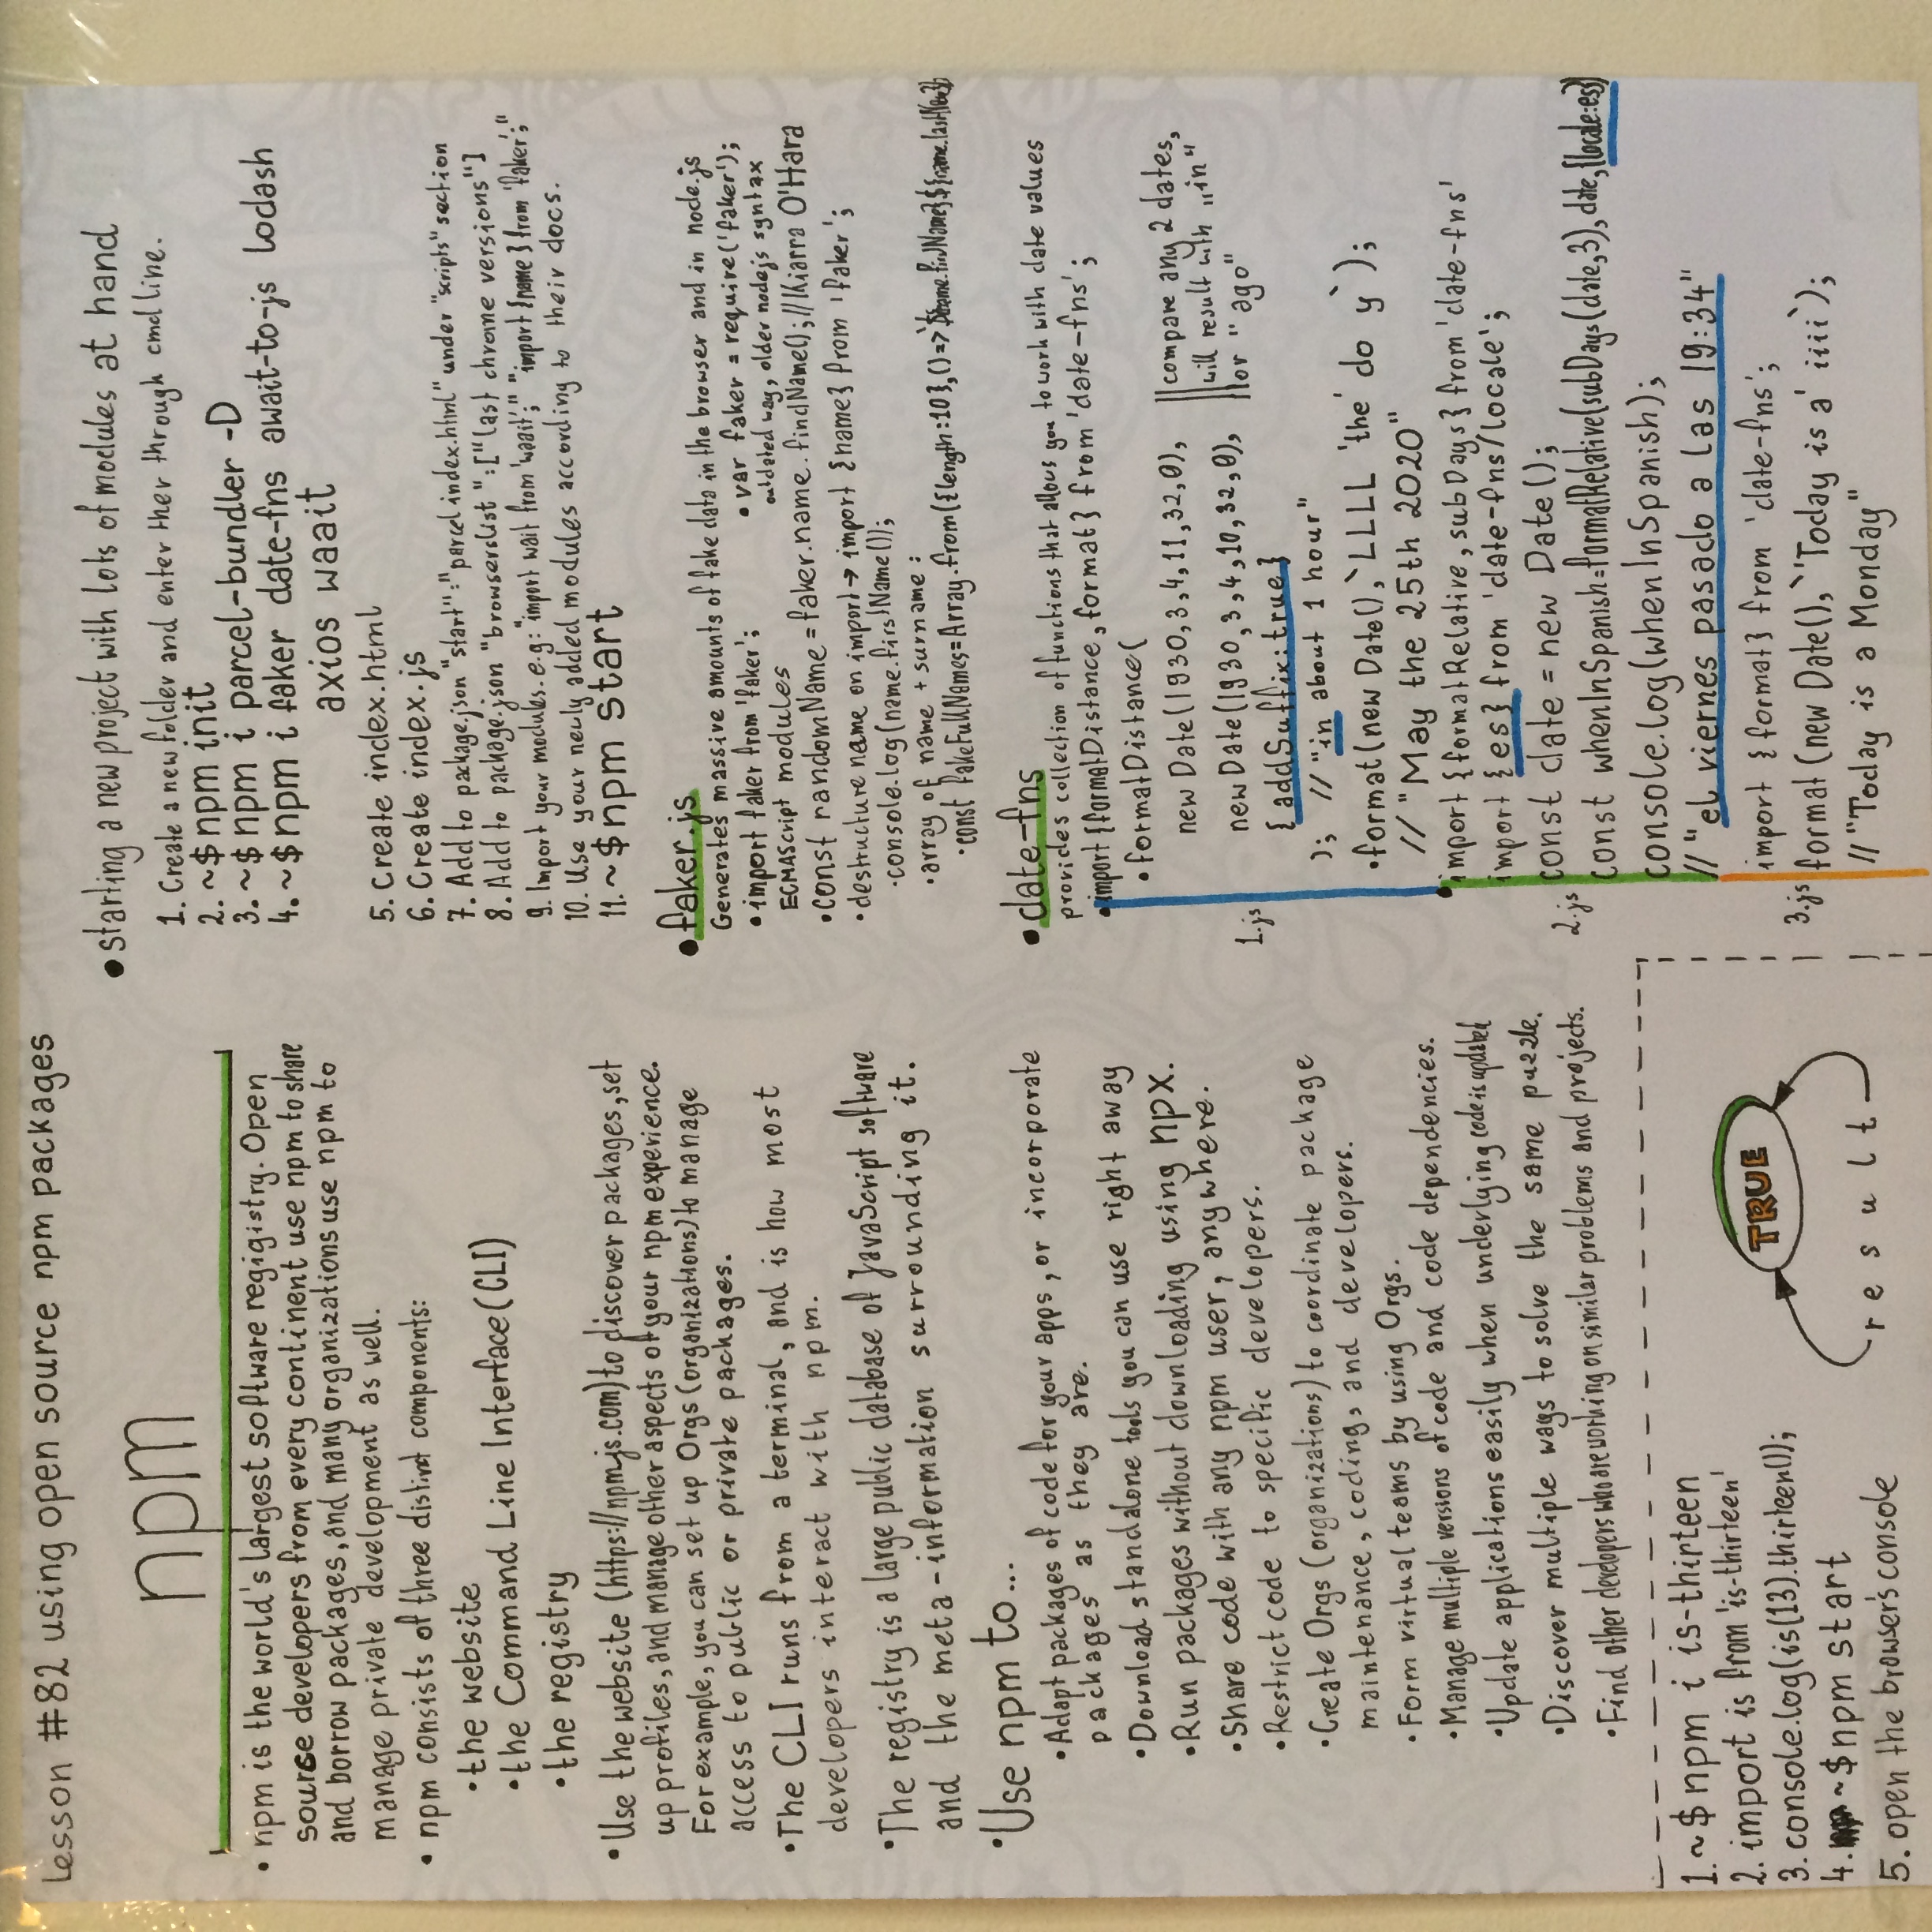 Lesson #82 using open source npm packages
npm
• npm is the world's largest software regigistry. Open
source developers from every continent use npm to share
and borrow packages, and many organizations use npm to
manage private development as well.
• npm consists of three distinct components:
• the website
• the Command Line Interface (CLI)
• the registry
• Use the website (https://npmjs.com) to discover packages, set
up profiles, and manage other aspects of your npm experience.
For example, you can set up Orgs (organizations) to manage
access to public or private packages.
• The CLI runs from a terminal, and is how most
developers interact with npm.
• The registry is a large public database of JavaScript software
and the meta-information surrounding it.
• Use npm to...
• Adapt packages of code for your apps, or incorporate
packages as they are.
• Download standalone tools you can use right away
• Run packages without downloading using npx.
• Share code with any npm user, anywhere.
• Restrict code to specific developers.
• Create Orgs (organizations) to coordinate package
maintenance, coding, and developers.
• Form virtual teams by using Orgs.
• Manage multiple versions of code and code dependencies.
• Update applications easily when underlying code is updated
• Discover multiple ways to solve the same puzzle.
• Find other developers who are working on similar problems and projects.
1. ~$ npm i is-thirteen
2. import is from 'is-thirteen'
3. console.log(is(13).thirteen());
4. ~$npm start
5. open the browser's console
TRUE
result
• starting a new project with lots of modules at hand
1. Create a new folder and enter ther through cmd line.
2. ~$ npm init
3. ~$ npm i parcel-bundler -D
4. ~$ npm i faker date-fns await-to-js lodash
axios waait
5. Create index.html
6. Create index.js
7. Add to package.json "start":"parcel index.html" under "scripts" section
8. Add to package.json "browserslist ":["last chrome versions"]
9. Import your modules. e.g: "import wait from 'waait';" "import {name} from 'faker';"
10. Use your newly added modules according to their docs.
11. ~$npm start
• faker.js
Generates massive amounts of fake data in the browser and in node.js
• import faker from 'faker';
ECMAScript modules
• var faker = require('faker');
outdated way, older nodejs syntax
• const randomName = faker.name.findName(); // Kiarra O'Hara
• destructure name on import → import {name} from 'faker';
• console.log(name.firstName());
• array of name + surname:
• const fakeFullNames=Array.from({length:10},()=>`${name.firstName}${name.lastName}
• date-fns
provides collection of functions that allows you to work with date values
• import {formatDistance, format} from 'date-fns';
• formatDistance(
new Date(1930,3,4,11,32,0),
new Date(1930,3,4,10,32,0),
{addSuffix:true}
); // "in about 1 hour"
|| compare any 2 dates,
will result with „in"
or "ago"
1.js
• format(new Date(), `LLLL 'the' do y`);
// "May the 25th 2020"
import {formatRelative, subDays} from 'date-fns'
import {es} from 'date-fns/locale';
const date = new Date();
2.js
const whenInSpanish=formatRelative(subDays(date,3), date,{locale:es})
console.log(whenInSpanish);
// "el viernes pasado a las 19:34"
import {format} from 'date-fns';
3.js
format (new Date(), `'Today is a' iiii`);
// "Today is a Monday"